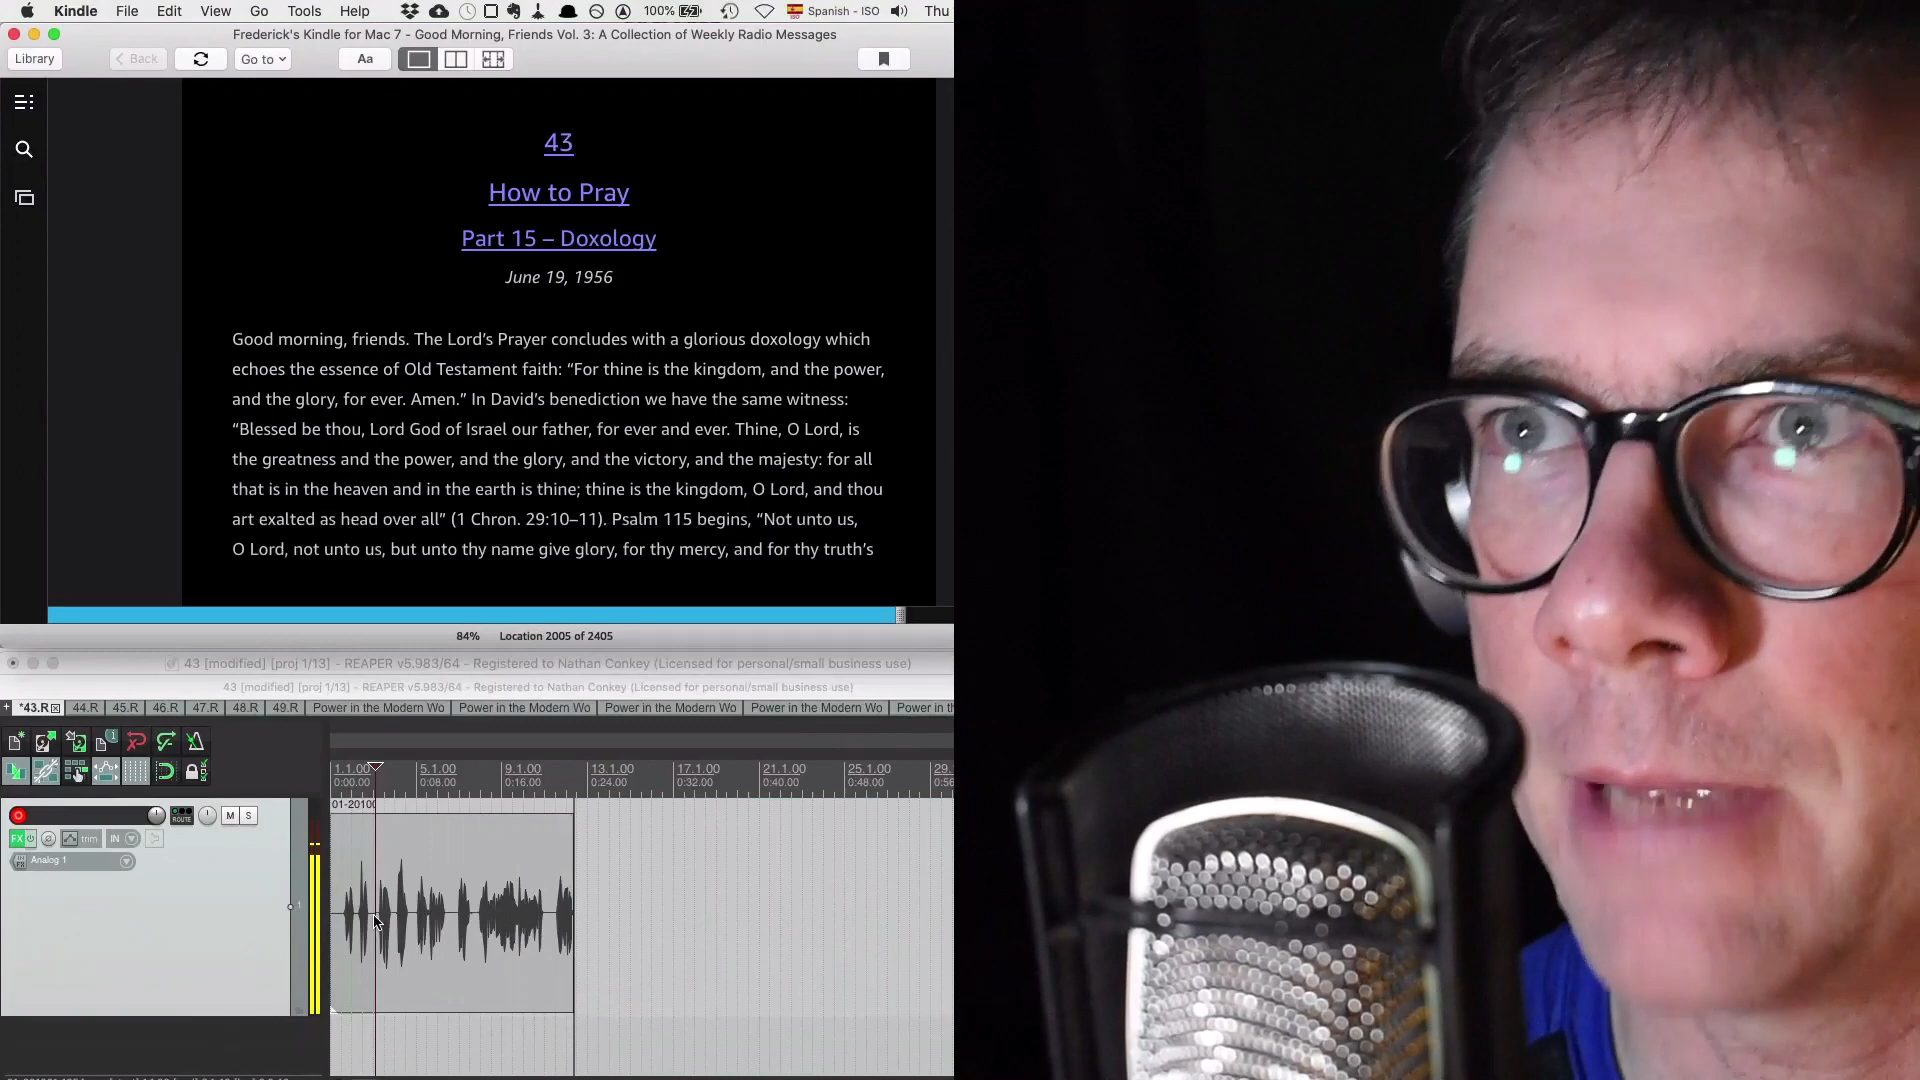 Kindle File Edit View Go Tools Help 100% Spanish - ISO Thu
Frederick's Kindle for Mac 7 - Good Morning, Friends Vol. 3: A Collection of Weekly Radio Messages
Library Back Go to Aa
43
How to Pray
Part 15 – Doxology
June 19, 1956
Good morning, friends. The Lord’s Prayer concludes with a glorious doxology which
echoes the essence of Old Testament faith: “For thine is the kingdom, and the power,
and the glory, for ever. Amen.” In David’s benediction we have the same witness:
“Blessed be thou, Lord God of Israel our father, for ever and ever. Thine, O Lord, is
the greatness and the power, and the glory, and the victory, and the majesty: for all
that is in the heaven and in the earth is thine; thine is the kingdom, O Lord, and thou
art exalted as head over all” (1 Chron. 29:10–11). Psalm 115 begins, “Not unto us,
O Lord, not unto us, but unto thy name give glory, for thy mercy, and for thy truth’s
84% Location 2005 of 2405
43 [modified] [proj 1/13] - REAPER v5.983/64 - Registered to Nathan Conkey (Licensed for personal/small business use)
43 [modified] [proj 1/13] - REAPER v5.983/64 - Registered to Nathan Conkey (Licensed for personal/small business use)
+ *43.R 44.R 45.R 46.R 47.R 48.R 49.R Power in the Modern Wo Power in the Modern Wo Power in the Modern Wo Power in the Modern Wo Power in th
1.1.00 5.1.00 9.1.00 13.1.00 17.1.00 21.1.00 25.1.00 29.
0:00.00 0:08.00 0:16.00 0:24.00 0:32.00 0:40.00 0:48.00 0:56
01-20100
ROUTE M S
FX trim IN
IN FX Analog 1
1